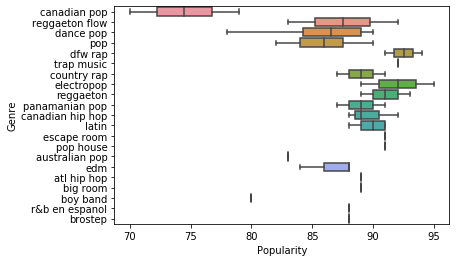 canadian pop
reggaeton flow
dance pop
pop
dfw rap
trap music
country rap
electropop
reggaeton
panamanian pop
canadian hip hop
latin
escape room
pop house
australian pop
edm
atl hip hop
big room
boy band
r&b en espanol
brostep
Genre
70 75 80 85 90 95
Popularity